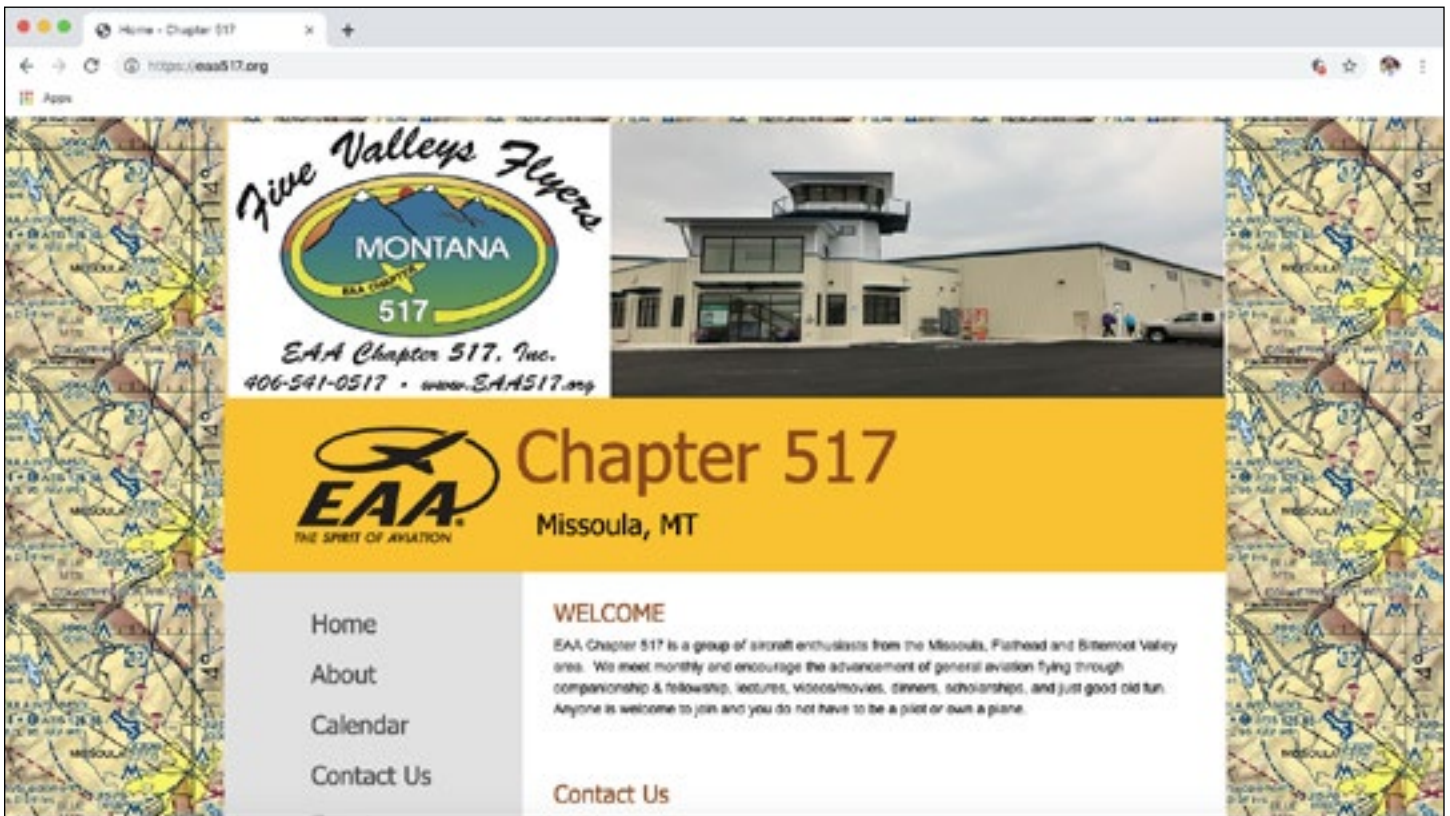 Home - Chapter 517
https://eaa517.org
Apps
Five Valleys Flyers
MONTANA
EAA CHAPTER
517
EAA Chapter 517, Inc.
406-541-0517 • www.EAA517.org
EAA
THE SPIRIT OF AVIATION
Chapter 517
Missoula, MT
Home
About
Calendar
Contact Us
WELCOME
EAA Chapter 517 is a group of aircraft enthusiasts from the Missoula, Flathead and Bitterroot Valley
area. We meet monthly and encourage the advancement of general aviation flying through
companionship & fellowship, lectures, videos/movies, dinners, scholarships, and just good old fun.
Anyone is welcome to join and you do not have to be a pilot or own a plane.
Contact Us